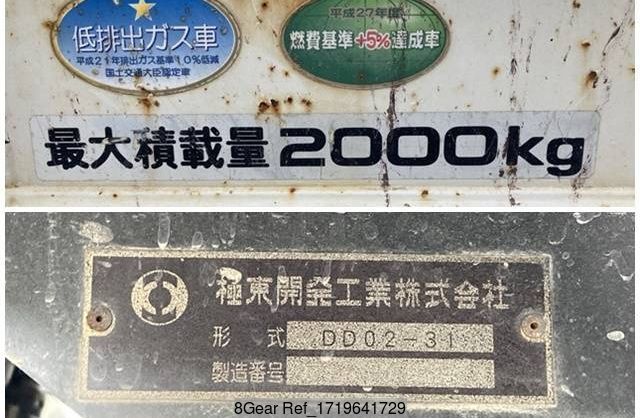 低排出ガス車
平成21年排出ガス基準10%低減
国土交通大臣認定車
平成27年度
燃費基準+5%達成車
最大積載量2000kg
極東開発工業株式会社
形式 DD02-31
製造番号
8Gear Ref_1719641729